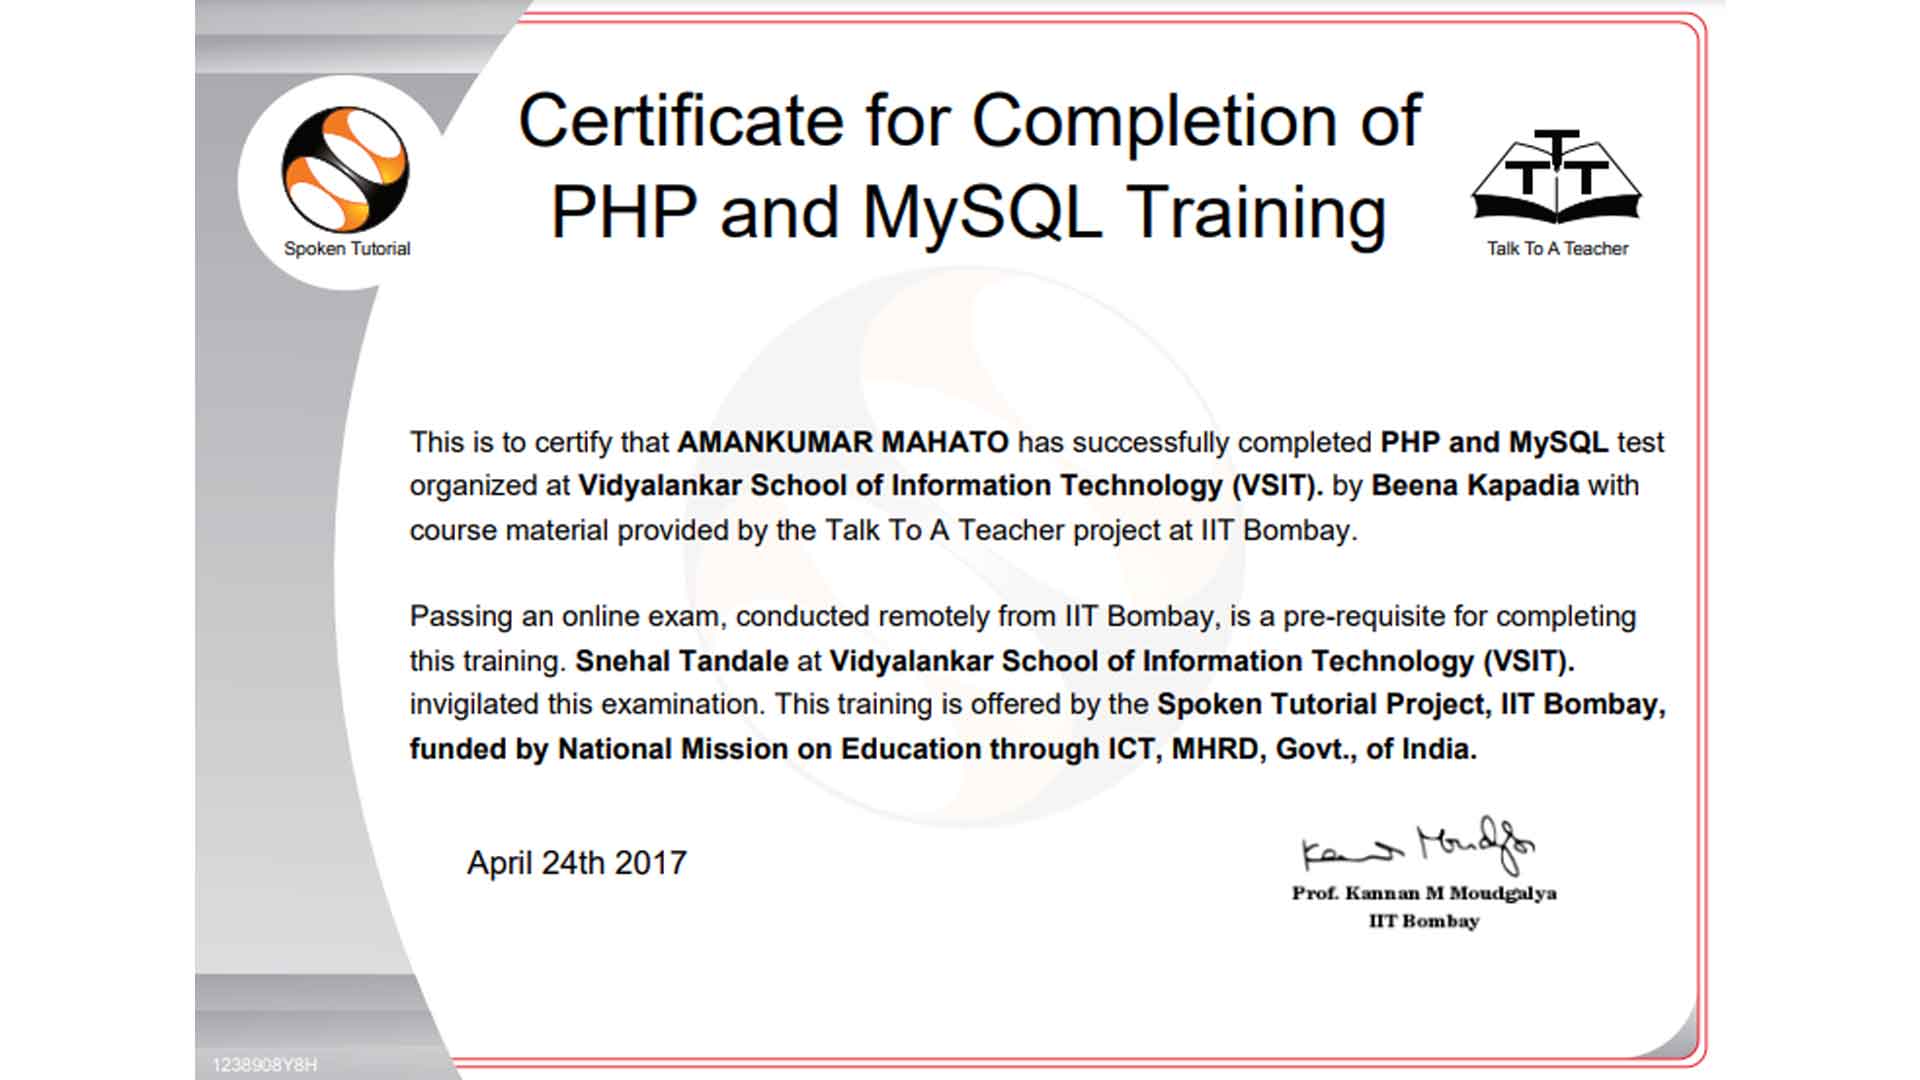 Certificate for Completion of
PHP and MySQL Training
Spoken Tutorial
T
T T
Talk To A Teacher
This is to certify that AMANKUMAR MAHATO has successfully completed PHP and MySQL test
organized at Vidyalankar School of Information Technology (VSIT). by Beena Kapadia with
course material provided by the Talk To A Teacher project at IIT Bombay.
Passing an online exam, conducted remotely from IIT Bombay, is a pre-requisite for completing
this training. Snehal Tandale at Vidyalankar School of Information Technology (VSIT).
invigilated this examination. This training is offered by the Spoken Tutorial Project, IIT Bombay,
funded by National Mission on Education through ICT, MHRD, Govt., of India.
April 24th 2017
Kannan Moudgalya
Prof. Kannan M Moudgalya
IIT Bombay
1238908Y8H